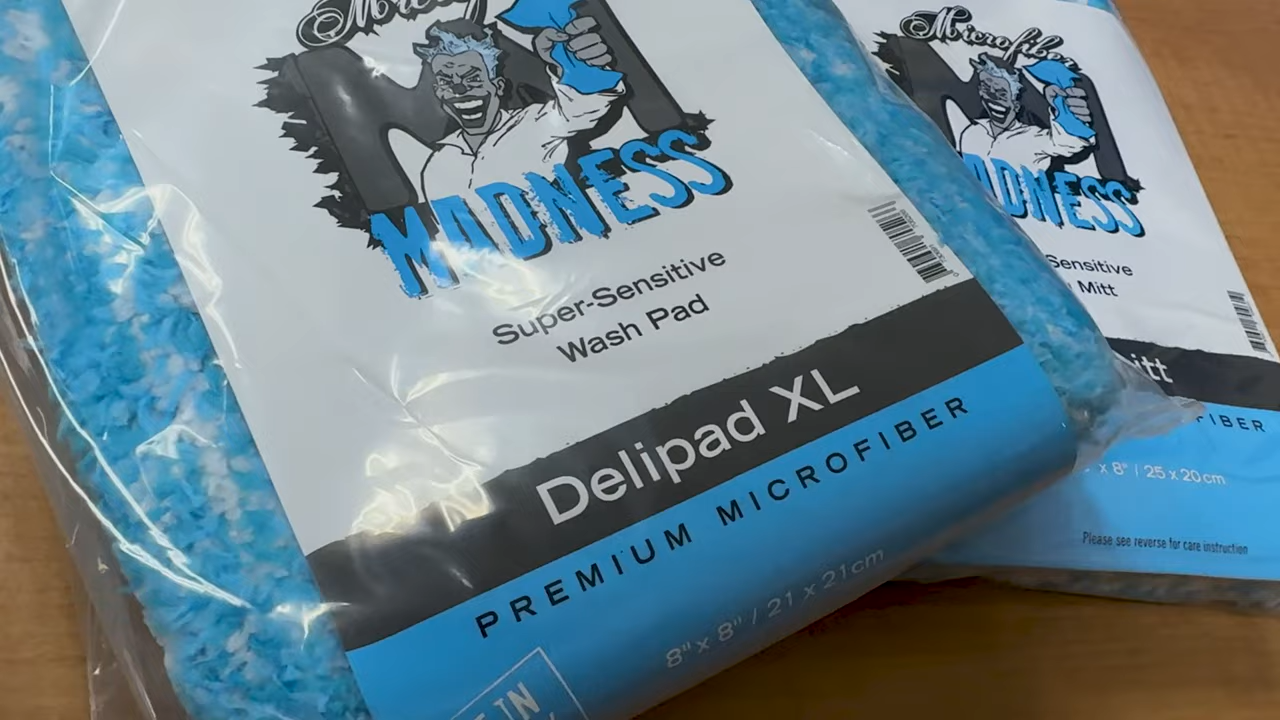 MADNESS
Super-Sensitive
Wash Pad
Delipad XL
PREMIUM MICROFIBER
8" x 8" / 21 x 21cm
IN
Microfiber
MADNESS
Sensitive
Mitt
itt
FIBER
x 8" / 25 x 20cm
Please see reverse for care instruction